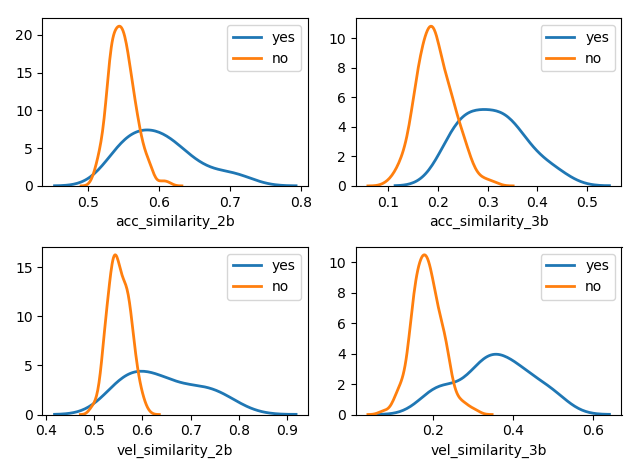 yes
no
20
15
10
5
0
0.5 0.6 0.7 0.8
acc_similarity_2b
yes
no
10
8
6
4
2
0
0.1 0.2 0.3 0.4 0.5
acc_similarity_3b
yes
no
15
10
5
0
0.4 0.5 0.6 0.7 0.8 0.9
vel_similarity_2b
yes
no
10
8
6
4
2
0
0.2 0.4 0.6
vel_similarity_3b